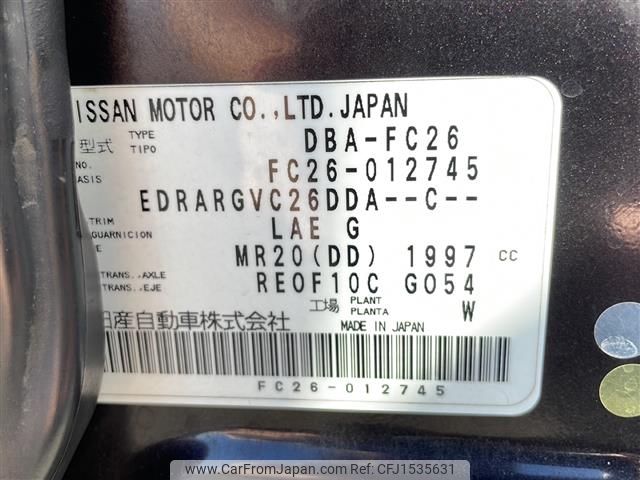 ISSAN MOTOR CO.,LTD.JAPAN
型式 TYPE TIPO DBA-FC26
NO. ASIS FC26-012745
EDRARGVC26DDA--C--
TRIM GUARNICION LAE G
MR20(DD) 1997 CC
TRANS..AXLE TRANS..EJE RE0F10C G054
工場 PLANT PLANTA W
日産自動車株式会社 MADE IN JAPAN
FC26-012745
www.CarFromJapan.com - CFJ1535631